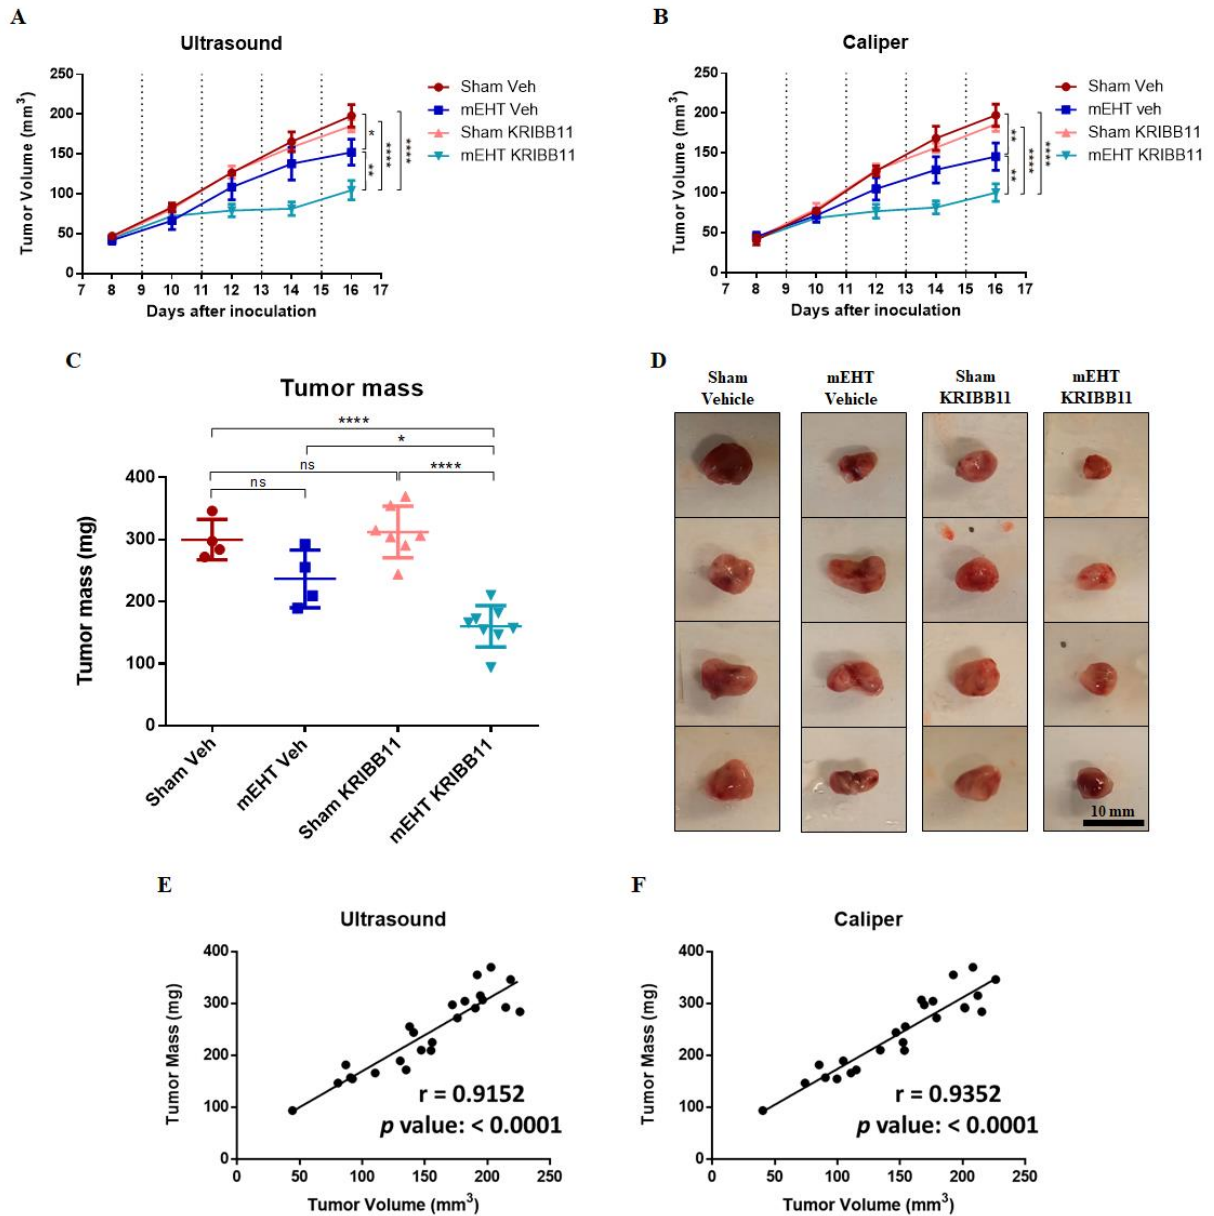 A
Ultrasound
Tumor Volume (mm3)
250
200
150
100
50
0
7 8 9 10 11 12 13 14 15 16 17
Days after inoculation
Sham Veh
mEHT Veh
Sham KRIBB11
mEHT KRIBB11
*
**
****
****
B
Caliper
Tumor Volume (mm3)
250
200
150
100
50
0
7 8 9 10 11 12 13 14 15 16 17
Days after inoculation
Sham Veh
mEHT veh
Sham KRIBB11
mEHT KRIBB11
**
**
****
****
C
Tumor mass
****
*
ns
****
ns
Tumor mass (mg)
400
300
200
100
0
Sham Veh
mEHT Veh
Sham KRIBB11
mEHT KRIBB11
D
Sham
Vehicle
mEHT
Vehicle
Sham
KRIBB11
mEHT
KRIBB11
10 mm
E
Ultrasound
Tumor Mass (mg)
400
300
200
100
0
0 50 100 150 200 250
Tumor Volume (mm3)
r = 0.9152
p value: < 0.0001
F
Caliper
Tumor Mass (mg)
400
300
200
100
0
0 50 100 150 200 250
Tumor Volume (mm3)
r = 0.9352
p value: < 0.0001